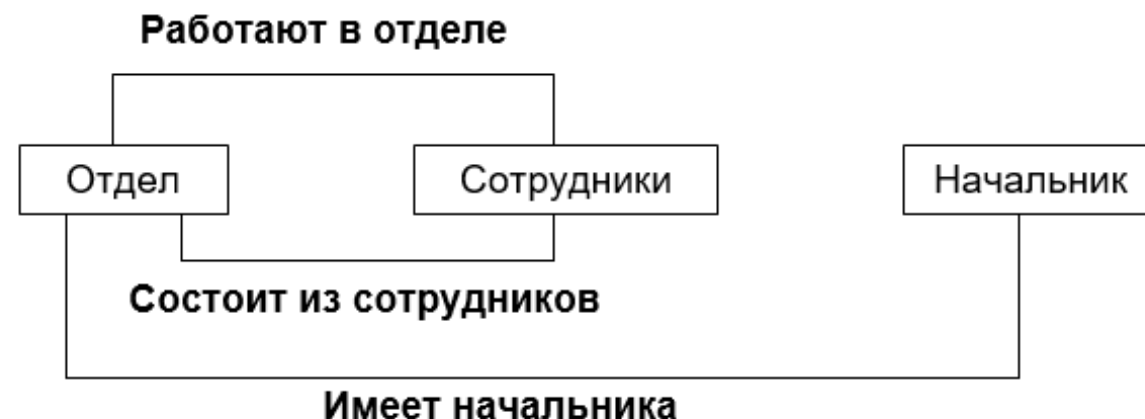 Работают в отделе
Отдел
Сотрудники
Начальник
Состоит из сотрудников
Имеет начальника